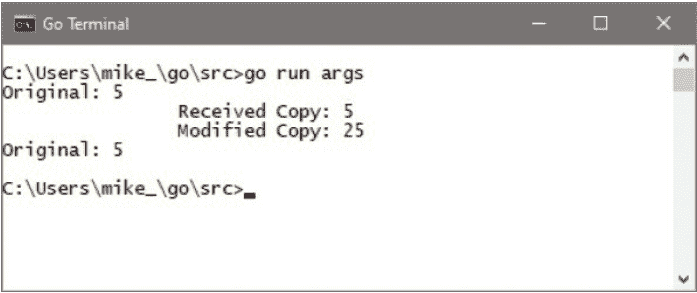 Go Terminal
C:\Users\mike_\go\src>go run args
Original: 5
Received Copy: 5
Modified Copy: 25
Original: 5
C:\Users\mike_\go\src>